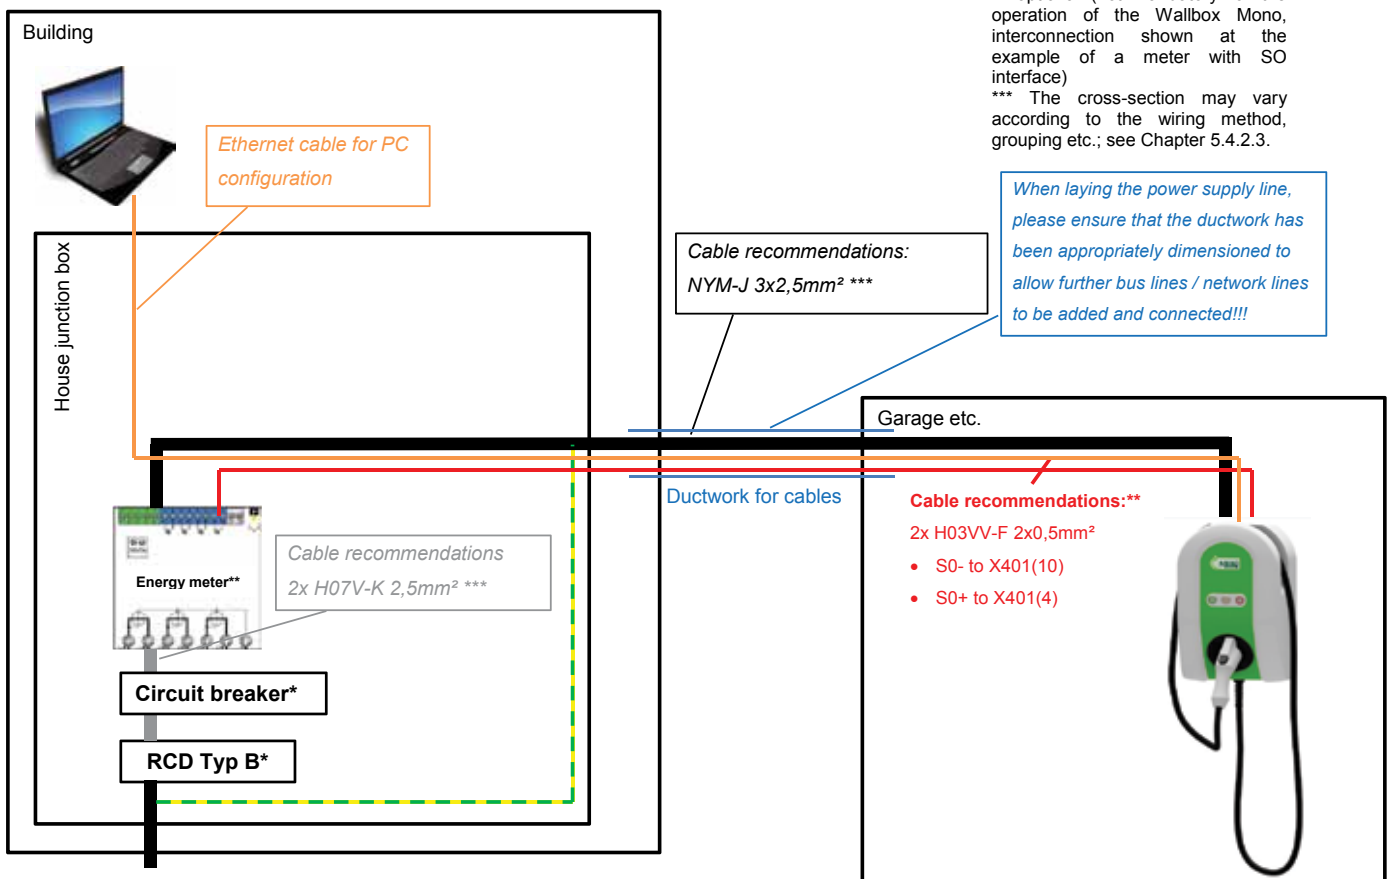 Building
operation of the Wallbox Mono,
interconnection shown at the
example of a meter with SO
interface)
*** The cross-section may vary
according to the wiring method,
grouping etc.; see Chapter 5.4.2.3.
Ethernet cable for PC
configuration
When laying the power supply line,
please ensure that the ductwork has
been appropriately dimensioned to
allow further bus lines / network lines
to be added and connected!!!
House junction box
Cable recommendations:
NYM-J 3x2,5mm² ***
Garage etc.
Ductwork for cables
Cable recommendations:**
2x H03VV-F 2x0,5mm²
• S0- to X401(10)
• S0+ to X401(4)
Cable recommendations
2x H07V-K 2,5mm² ***
Energy meter**
Circuit breaker*
RCD Typ B*